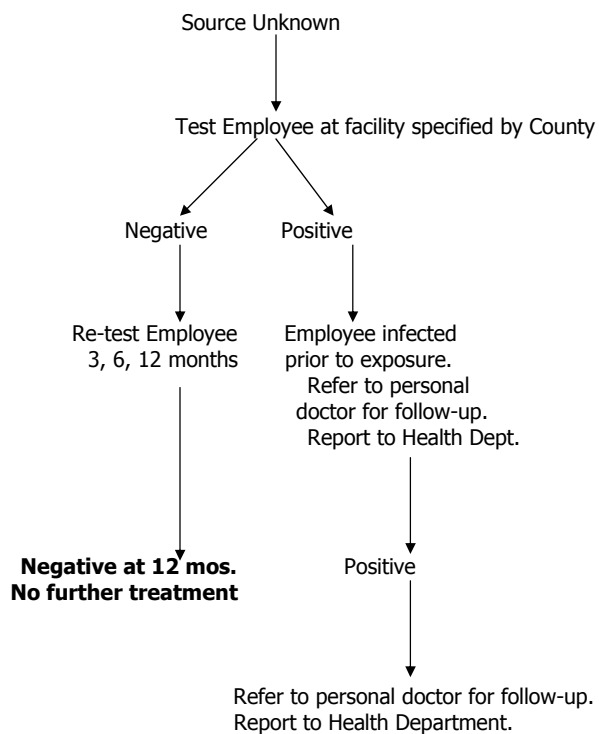 Source Unknown
Test Employee at facility specified by County
Negative
Positive
Re-test Employee
3, 6, 12 months
Employee infected
prior to exposure.
Refer to personal
doctor for follow-up.
Report to Health Dept.
Negative at 12 mos.
No further treatment
Positive
Refer to personal doctor for follow-up.
Report to Health Department.